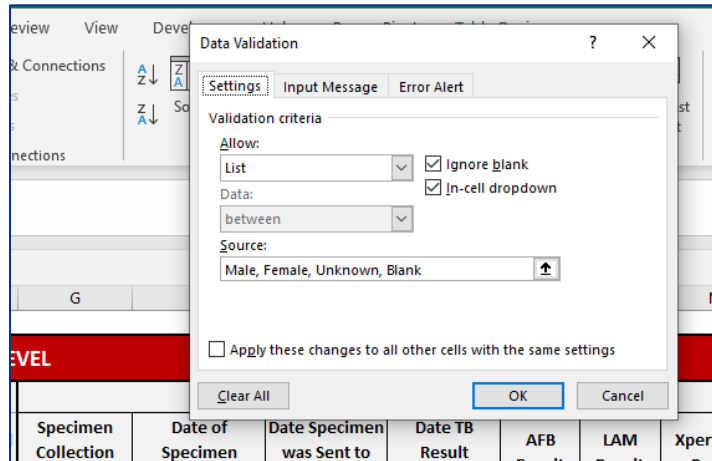 eview View Deve
Data Validation ? ×
& Connections
Settings Input Message Error Alert
So
Validation criteria
Allow:
List
Ignore blank
In-cell dropdown
Data:
between
Source:
Male, Female, Unknown, Blank
nections
G
Apply these changes to all other cells with the same settings
EVEL
Clear All OK Cancel
Specimen Date of Date Specimen Date TB
Collection Specimen was Sent to Result AFB LAM Xper